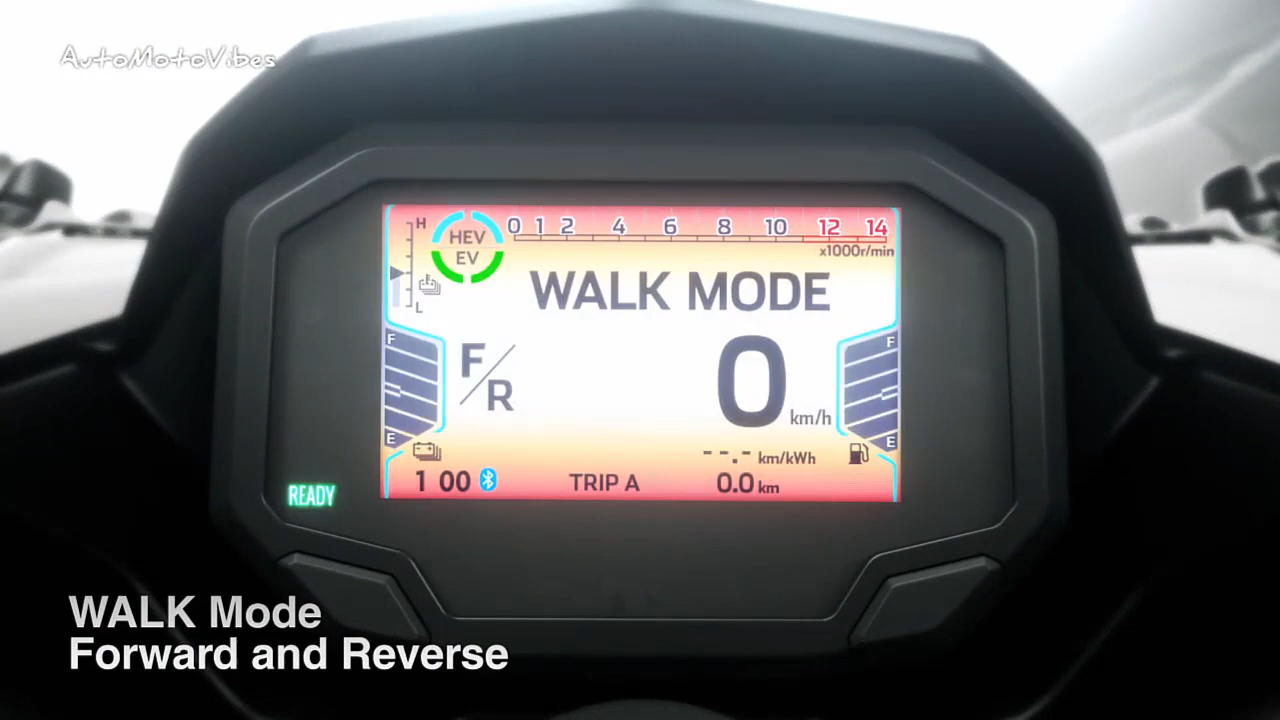 AutoMotoVibes
H
HEV
EV
L
0 1 2 4 6 8 10 12 14
x1000r/min
WALK MODE
F
E
F/R
0 km/h
F
E
--.- km/kWh
1 00
TRIP A
0.0 km
READY
WALK Mode
Forward and Reverse